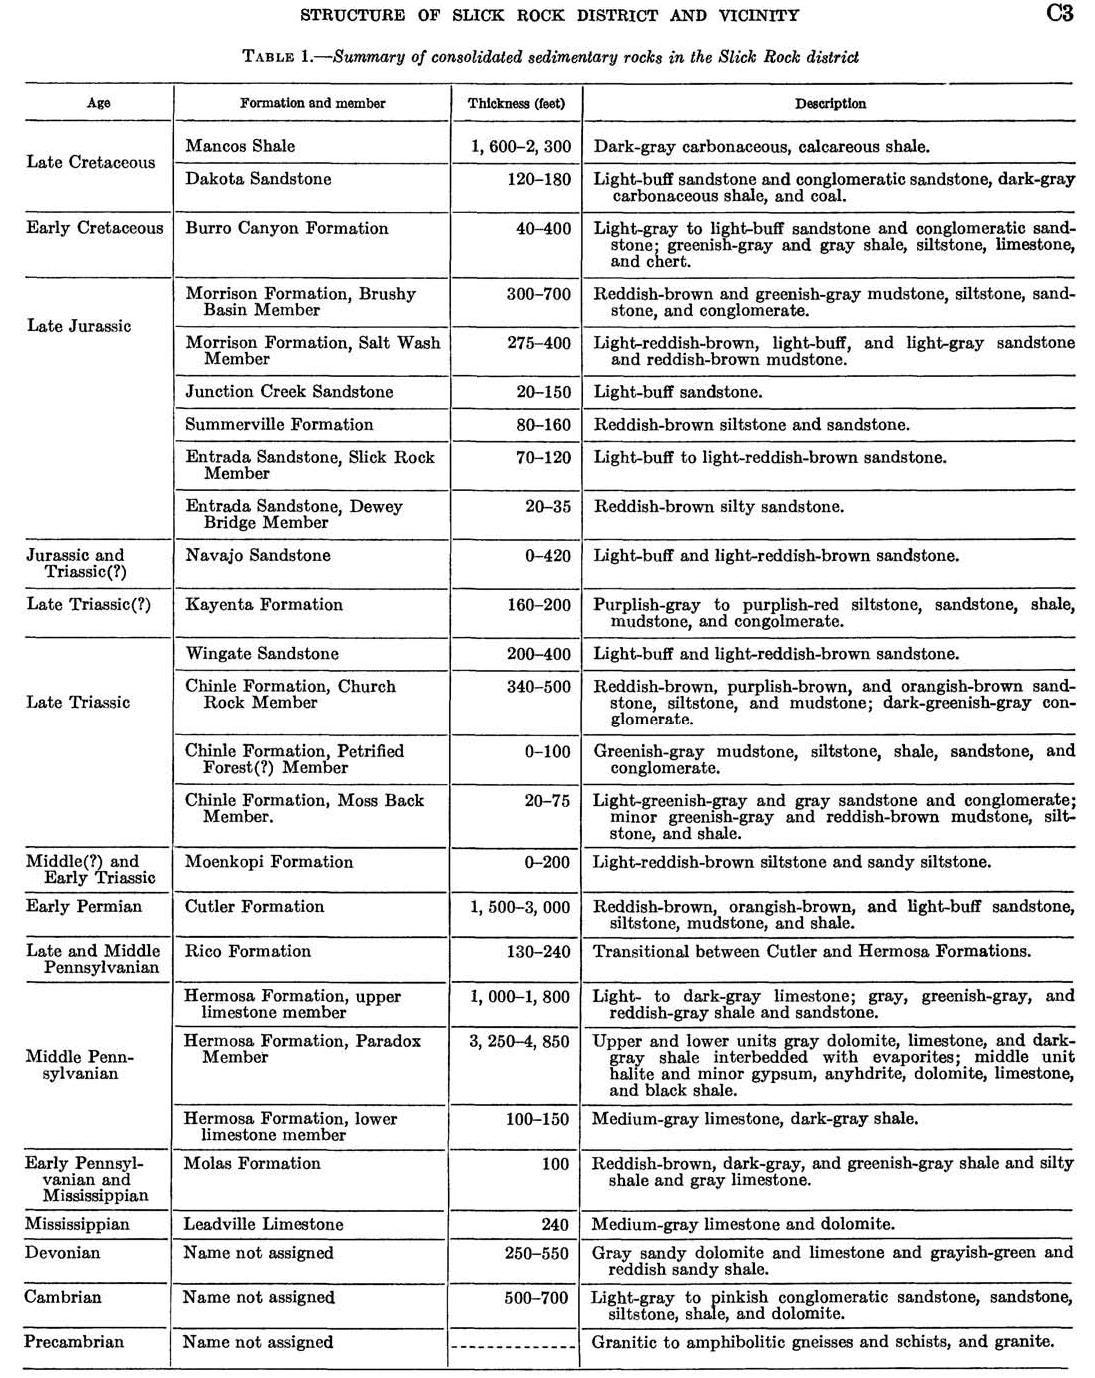 STRUCTURE OF SLICK ROCK DISTRICT AND VICINITY C3
TABLE 1.—Summary of consolidated sedimentary rocks in the Slick Rock district
Age Formation and member Thickness (feet) Description
Late Cretaceous
Mancos Shale 1, 600–2, 300 Dark-gray carbonaceous, calcareous shale.
Dakota Sandstone 120–180 Light-buff sandstone and conglomeratic sandstone, dark-gray
carbonaceous shale, and coal.
Early Cretaceous Burro Canyon Formation 40–400 Light-gray to light-buff sandstone and conglomeratic sand-
stone; greenish-gray and gray shale, siltstone, limestone,
and chert.
Late Jurassic
Morrison Formation, Brushy 300–700 Reddish-brown and greenish-gray mudstone, siltstone, sand-
Basin Member stone, and conglomerate.
Morrison Formation, Salt Wash 275–400 Light-reddish-brown, light-buff, and light-gray sandstone
Member and reddish-brown mudstone.
Junction Creek Sandstone 20–150 Light-buff sandstone.
Summerville Formation 80–160 Reddish-brown siltstone and sandstone.
Entrada Sandstone, Slick Rock 70–120 Light-buff to light-reddish-brown sandstone.
Member
Entrada Sandstone, Dewey 20–35 Reddish-brown silty sandstone.
Bridge Member
Jurassic and Navajo Sandstone 0–420 Light-buff and light-reddish-brown sandstone.
Triassic(?)
Late Triassic(?) Kayenta Formation 160–200 Purplish-gray to purplish-red siltstone, sandstone, shale,
mudstone, and congolmerate.
Late Triassic
Wingate Sandstone 200–400 Light-buff and light-reddish-brown sandstone.
Chinle Formation, Church 340–500 Reddish-brown, purplish-brown, and orangish-brown sand-
Rock Member stone, siltstone, and mudstone; dark-greenish-gray con-
glomerate.
Chinle Formation, Petrified 0–100 Greenish-gray mudstone, siltstone, shale, sandstone, and
Forest(?) Member conglomerate.
Chinle Formation, Moss Back 20–75 Light-greenish-gray and gray sandstone and conglomerate;
Member. minor greenish-gray and reddish-brown mudstone, silt-
stone, and shale.
Middle(?) and Moenkopi Formation 0–200 Light-reddish-brown siltstone and sandy siltstone.
Early Triassic
Early Permian Cutler Formation 1, 500–3, 000 Reddish-brown, orangish-brown, and light-buff sandstone,
siltstone, mudstone, and shale.
Late and Middle Rico Formation 130–240 Transitional between Cutler and Hermosa Formations.
Pennsylvanian
Middle Penn-
sylvanian
Hermosa Formation, upper 1, 000–1, 800 Light- to dark-gray limestone; gray, greenish-gray, and
limestone member reddish-gray shale and sandstone.
Hermosa Formation, Paradox 3, 250–4, 850 Upper and lower units gray dolomite, limestone, and dark-
Member gray shale interbedded with evaporites; middle unit
halite and minor gypsum, anyhdrite, dolomite, limestone,
and black shale.
Hermosa Formation, lower 100–150 Medium-gray limestone, dark-gray shale.
limestone member
Early Pennsyl- Molas Formation 100 Reddish-brown, dark-gray, and greenish-gray shale and silty
vanian and shale and gray limestone.
Mississippian
Mississippian Leadville Limestone 240 Medium-gray limestone and dolomite.
Devonian Name not assigned 250–550 Gray sandy dolomite and limestone and grayish-green and
reddish sandy shale.
Cambrian Name not assigned 500–700 Light-gray to pinkish conglomeratic sandstone, sandstone,
siltstone, shale, and dolomite.
Precambrian Name not assigned -------------- Granitic to amphibolitic gneisses and schists, and granite.